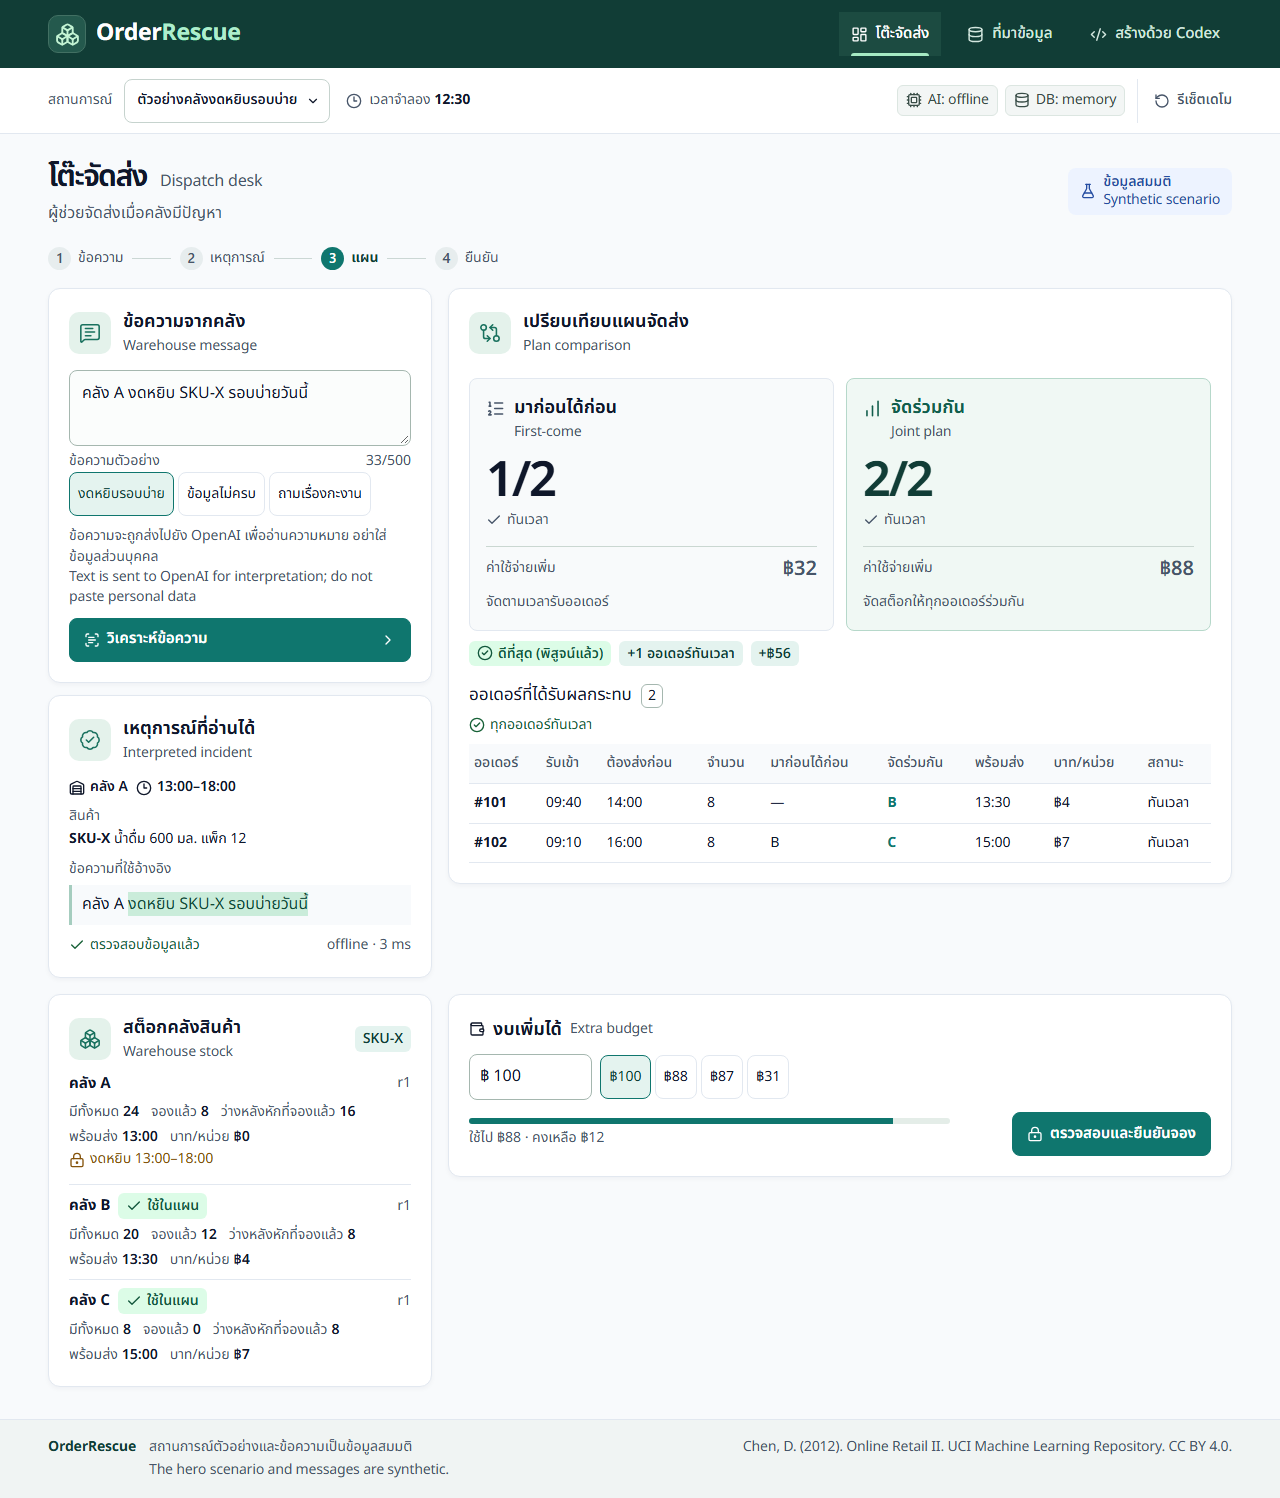 OrderRescue
โต๊ะจัดส่ง
ที่มาข้อมูล
สร้างด้วย Codex
สถานการณ์
ตัวอย่างคลังงดหยิบรอบบ่าย
เวลาจำลอง 12:30
AI: offline
DB: memory
รีเซ็ตเดโม
โต๊ะจัดส่ง Dispatch desk
ผู้ช่วยจัดส่งเมื่อคลังมีปัญหา
ข้อมูลสมมติ
Synthetic scenario
1 ข้อความ
2 เหตุการณ์
3 แผน
4 ยืนยัน
ข้อความจากคลัง
Warehouse message
คลัง A งดหยิบ SKU-X รอบบ่ายวันนี้
ข้อความตัวอย่าง 33/500
งดหยิบรอบบ่าย
ข้อมูลไม่ครบ
ถามเรื่องกะงาน
ข้อความจะถูกส่งไปยัง OpenAI เพื่ออ่านความหมาย อย่าใส่
ข้อมูลส่วนบุคคล
Text is sent to OpenAI for interpretation; do not
paste personal data
วิเคราะห์ข้อความ
เหตุการณ์ที่อ่านได้
Interpreted incident
คลัง A 13:00–18:00
สินค้า
SKU-X น้ำดื่ม 600 มล. แพ็ก 12
ข้อความที่ใช้อ้างอิง
คลัง A งดหยิบ SKU-X รอบบ่ายวันนี้
ตรวจสอบข้อมูลแล้ว offline · 3 ms
เปรียบเทียบแผนจัดส่ง
Plan comparison
มาก่อนได้ก่อน
First-come
1/2
ทันเวลา
ค่าใช้จ่ายเพิ่ม ฿32
จัดตามเวลารับออเดอร์
จัดร่วมกัน
Joint plan
2/2
ทันเวลา
ค่าใช้จ่ายเพิ่ม ฿88
จัดสต็อกให้ทุกออเดอร์ร่วมกัน
ดีที่สุด (พิสูจน์แล้ว)
+1 ออเดอร์ทันเวลา
+฿56
ออเดอร์ที่ได้รับผลกระทบ 2
ทุกออเดอร์ทันเวลา
ออเดอร์ รับเข้า ต้องส่งก่อน จำนวน มาก่อนได้ก่อน จัดร่วมกัน พร้อมส่ง บาท/หน่วย สถานะ
#101 09:40 14:00 8 — B 13:30 ฿4 ทันเวลา
#102 09:10 16:00 8 B C 15:00 ฿7 ทันเวลา
สต็อกคลังสินค้า
Warehouse stock
SKU-X
คลัง A r1
มีทั้งหมด 24 จองแล้ว 8 ว่างหลังหักที่จองแล้ว 16
พร้อมส่ง 13:00 บาท/หน่วย ฿0
งดหยิบ 13:00–18:00
คลัง B ใช้ในแผน r1
มีทั้งหมด 20 จองแล้ว 12 ว่างหลังหักที่จองแล้ว 8
พร้อมส่ง 13:30 บาท/หน่วย ฿4
คลัง C ใช้ในแผน r1
มีทั้งหมด 8 จองแล้ว 0 ว่างหลังหักที่จองแล้ว 8
พร้อมส่ง 15:00 บาท/หน่วย ฿7
งบเพิ่มได้ Extra budget
฿ 100
฿100
฿88
฿87
฿31
ใช้ไป ฿88 · คงเหลือ ฿12
ตรวจสอบและยืนยันจอง
OrderRescue สถานการณ์ตัวอย่างและข้อความเป็นข้อมูลสมมติ
The hero scenario and messages are synthetic.
Chen, D. (2012). Online Retail II. UCI Machine Learning Repository. CC BY 4.0.